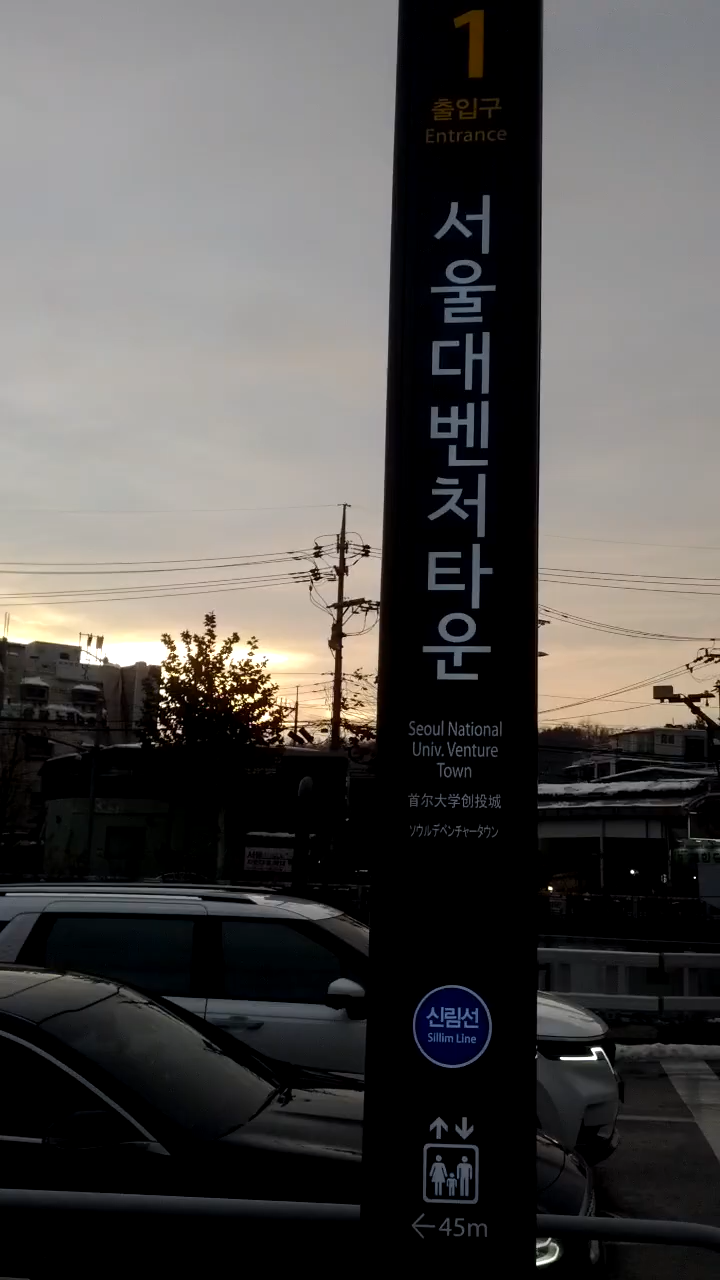 1
출입구
Entrance
서울대벤처타운
Seoul National
Univ. Venture
Town
首尔大学创投城
ソウルデベンチャータウン
신림선
Sillim Line
←45m